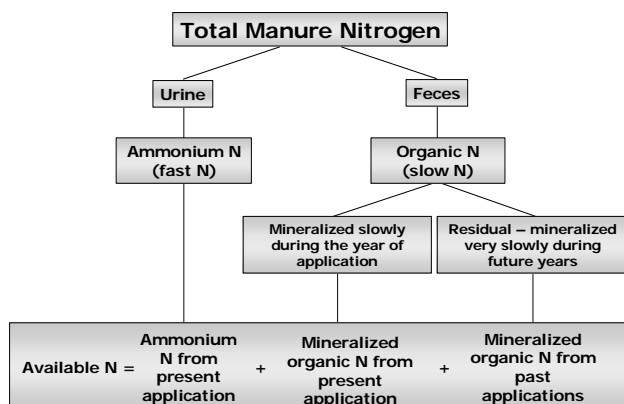 Total Manure Nitrogen
Urine
Feces
Ammonium N
(fast N)
Organic N
(slow N)
Mineralized slowly
during the year of
application
Residual – mineralized
very slowly during
future years
Available N =
Ammonium
N from
present
application
+
Mineralized
organic N from
present
application
+
Mineralized
organic N from
past
applications